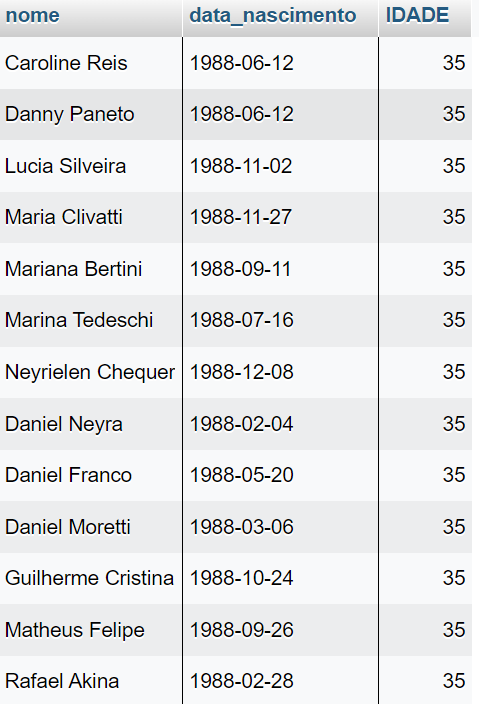 nome data_nascimento IDADE
Caroline Reis 1988-06-12 35
Danny Paneto 1988-06-12 35
Lucia Silveira 1988-11-02 35
Maria Clivatti 1988-11-27 35
Mariana Bertini 1988-09-11 35
Marina Tedeschi 1988-07-16 35
Neyrielen Chequer 1988-12-08 35
Daniel Neyra 1988-02-04 35
Daniel Franco 1988-05-20 35
Daniel Moretti 1988-03-06 35
Guilherme Cristina 1988-10-24 35
Matheus Felipe 1988-09-26 35
Rafael Akina 1988-02-28 35